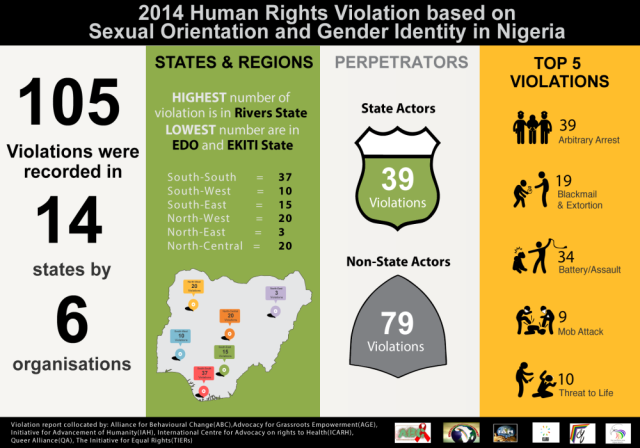 2014 Human Rights Violation based on
Sexual Orientation and Gender Identity in Nigeria
105
Violations were
recorded in
14
states by
6
organisations
STATES & REGIONS
HIGHEST number of
violation is in Rivers State
LOWEST number are in
EDO and EKITI State
South-South = 37
South-West = 10
South-East = 15
North-West = 20
North-East = 3
North-Central = 20
20
3
20
10
15
37
PERPETRATORS
State Actors
39
Violations
Non-State Actors
79
Violations
TOP 5
VIOLATIONS
39
Arbitrary Arrest
19
Blackmail
& Extortion
34
Battery/Assault
9
Mob Attack
10
Threat to Life
Violation report collocated by: Alliance for Behavioural Change(ABC),Advocacy for Grassroots Empowerment(AGE),
Initiative for Advancement of Humanity(IAH), International Centre for Advocacy on rights to Health(ICARH),
Queer Alliance(QA), The Initiative for Equal Rights(TIERs)